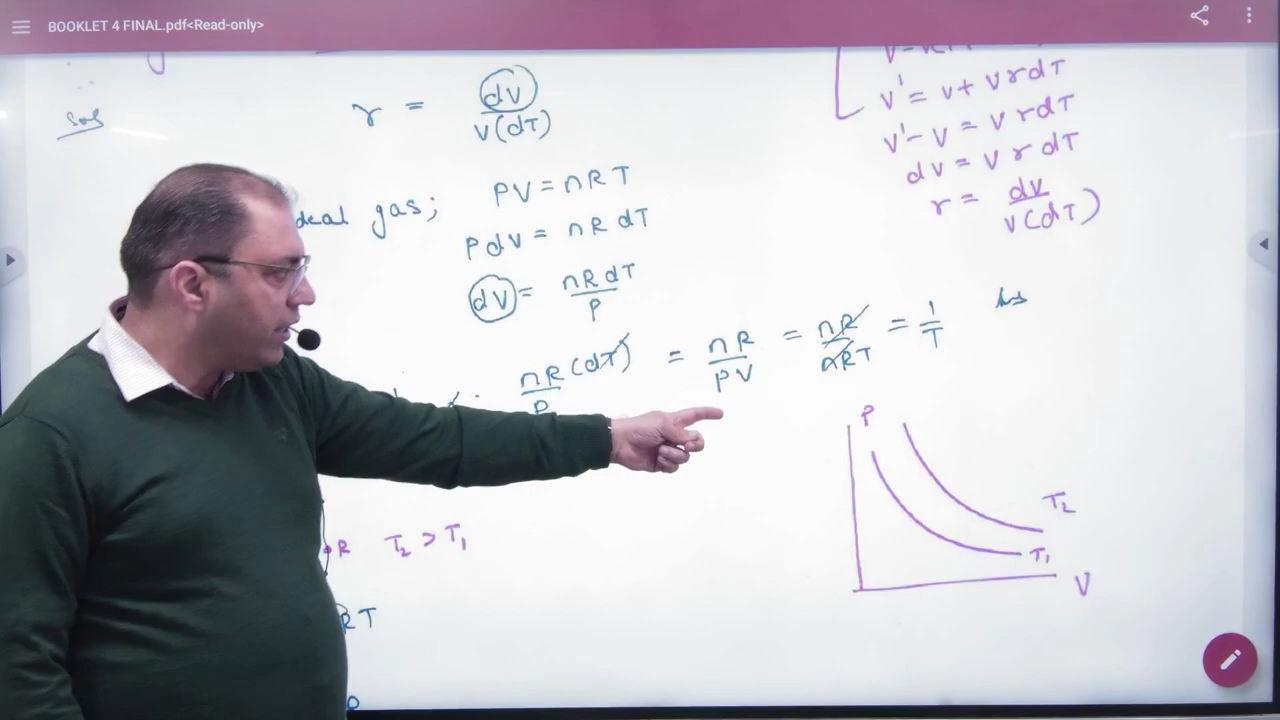 BOOKLET 4 FINAL.pdf<Read-only>
Sol
γ = dV / V(dT)
deal gas; PV = nRT
PdV = nRdT
dV = nRdT / P
nR(dT) / P = nR / PV = nR / nRT = 1 / T Ans
V' = V + VγdT
V' - V = VγdT
dV = VγdT
γ = dV / V(dT) )
P
T2
T1
V
R T2 > T1
RT